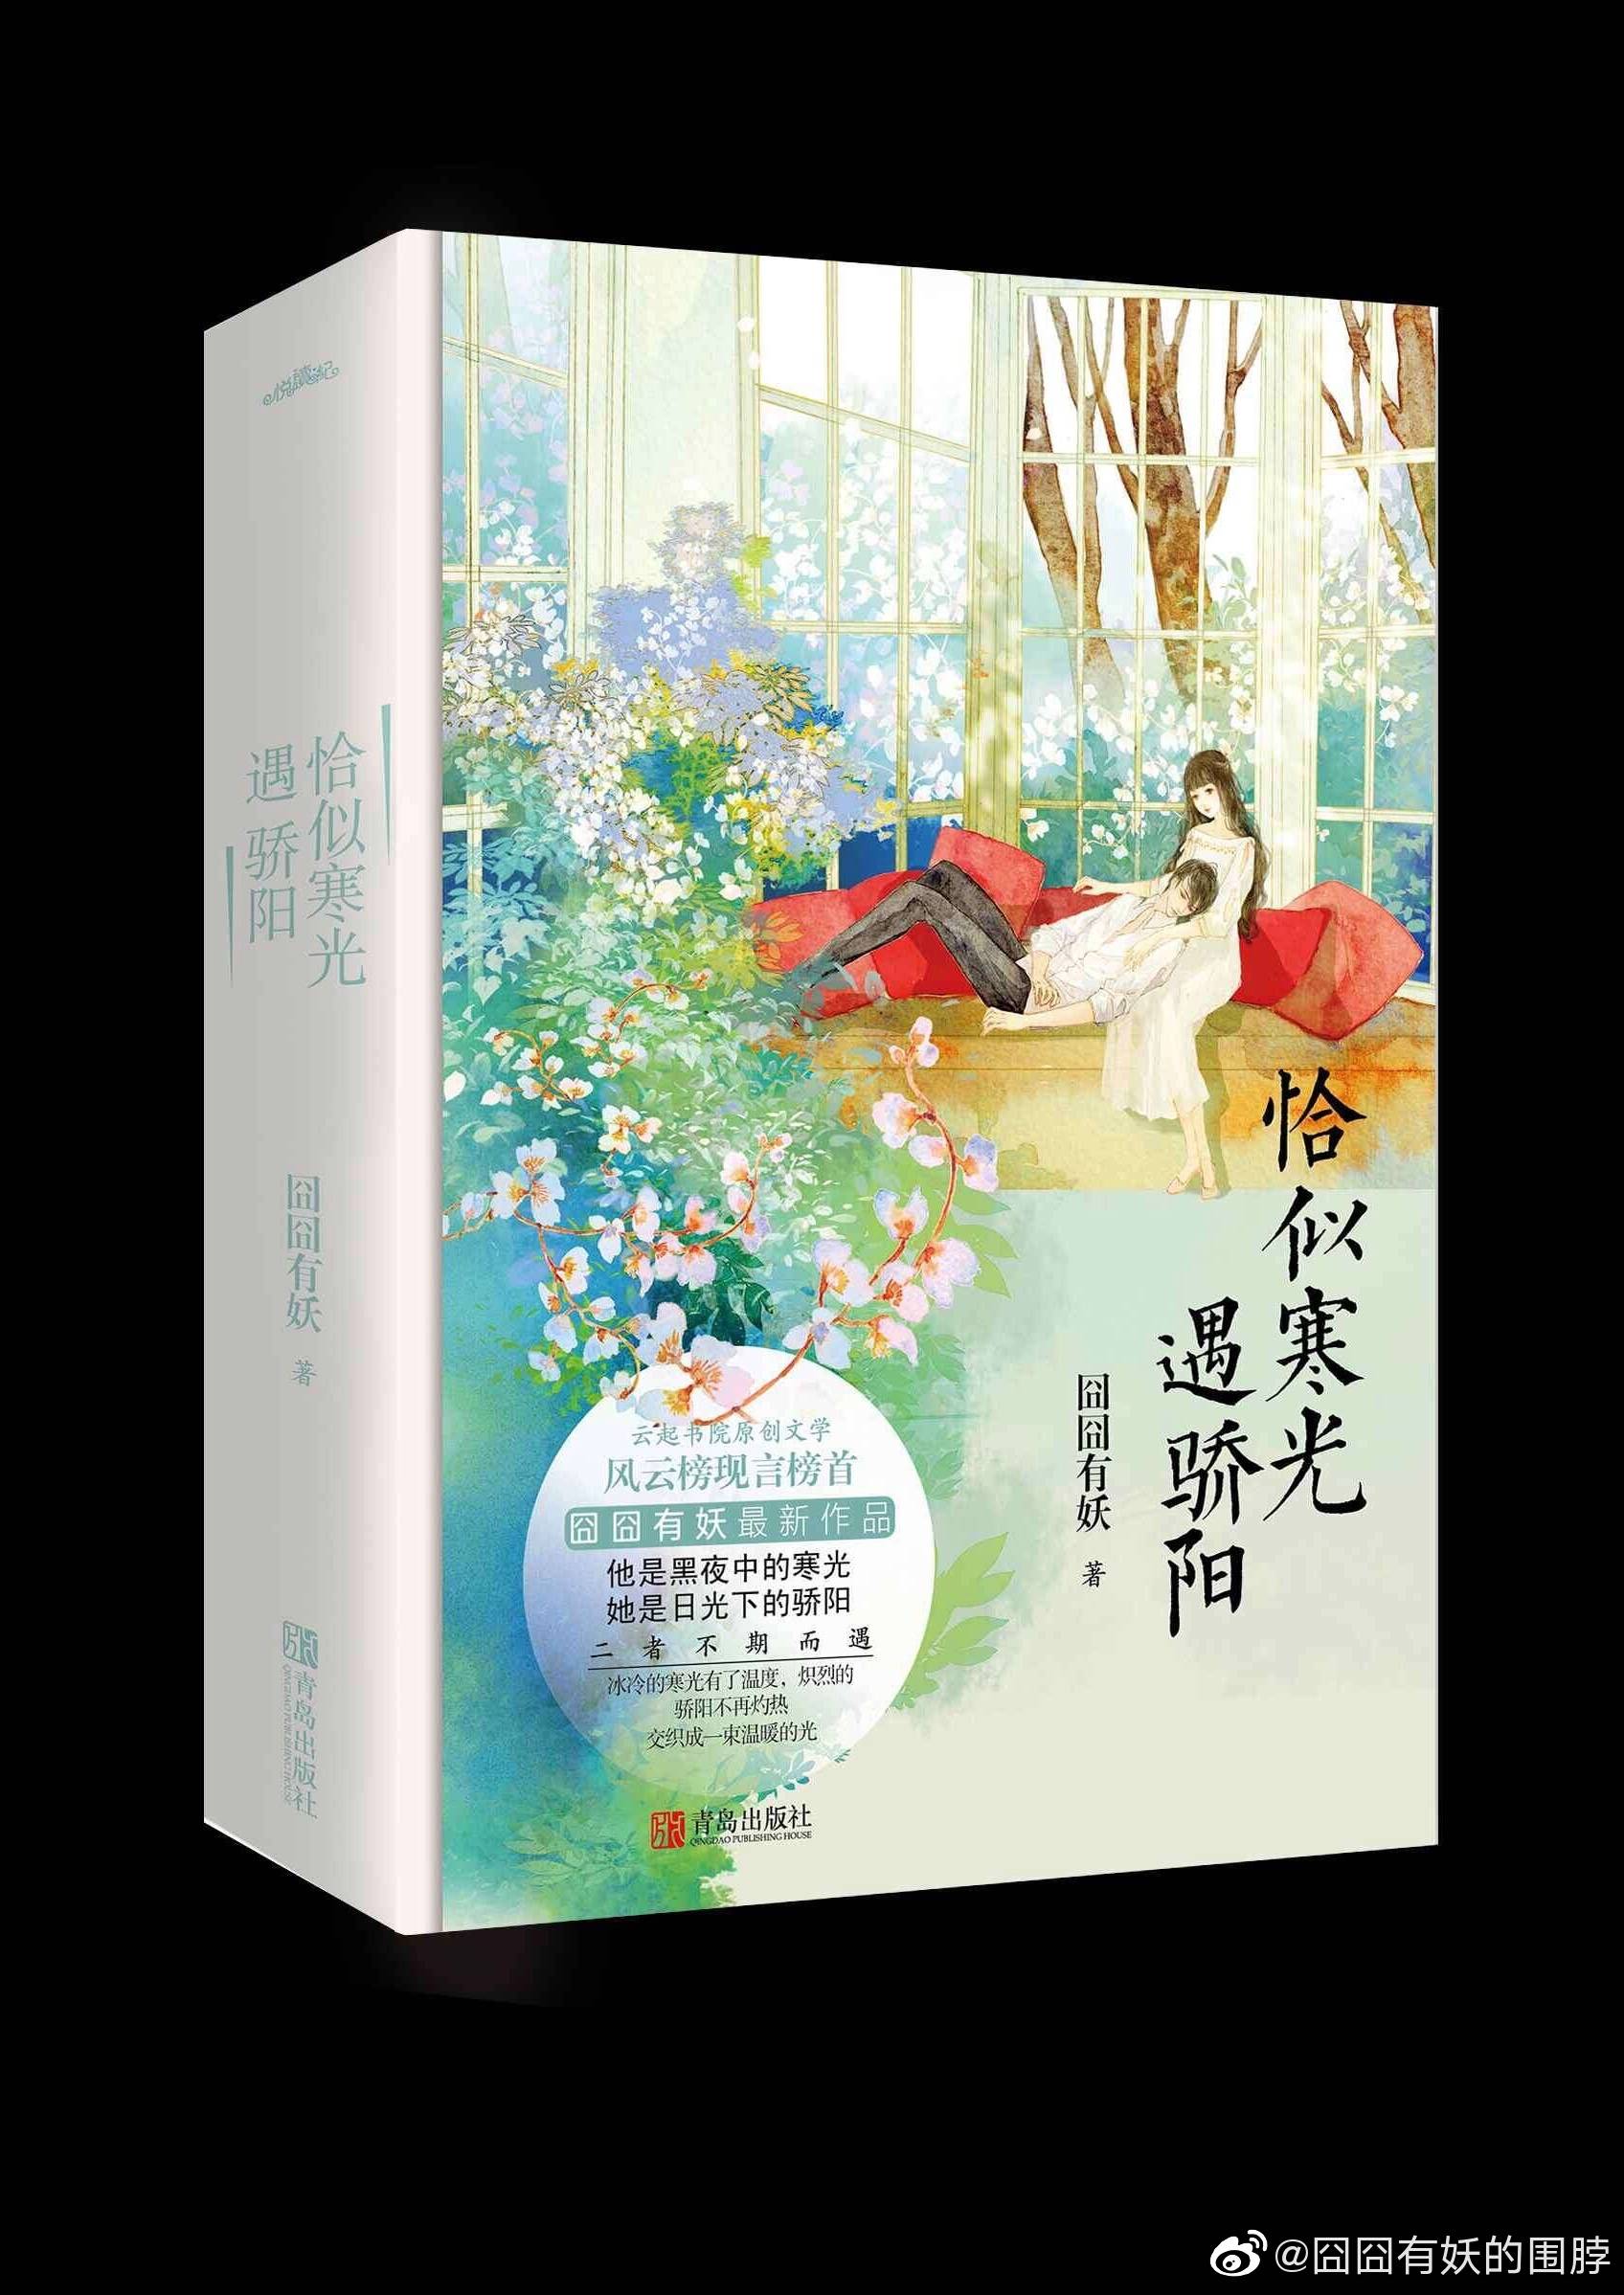 悦读纪
恰似寒光
遇骄阳
囧囧有妖 著
青岛出版社
QINGDAO PUBLISHING HOUSE
恰似寒光
遇骄阳
囧囧有妖 著
云起书院原创文学
风云榜现言榜首
囧囧有妖最新作品
他是黑夜中的寒光
她是日光下的骄阳
二者不期而遇
冰冷的寒光有了温度，炽烈的
骄阳不再灼热
交织成一束温暖的光
青岛出版社
QINGDAO PUBLISHING HOUSE
@囧囧有妖的围脖